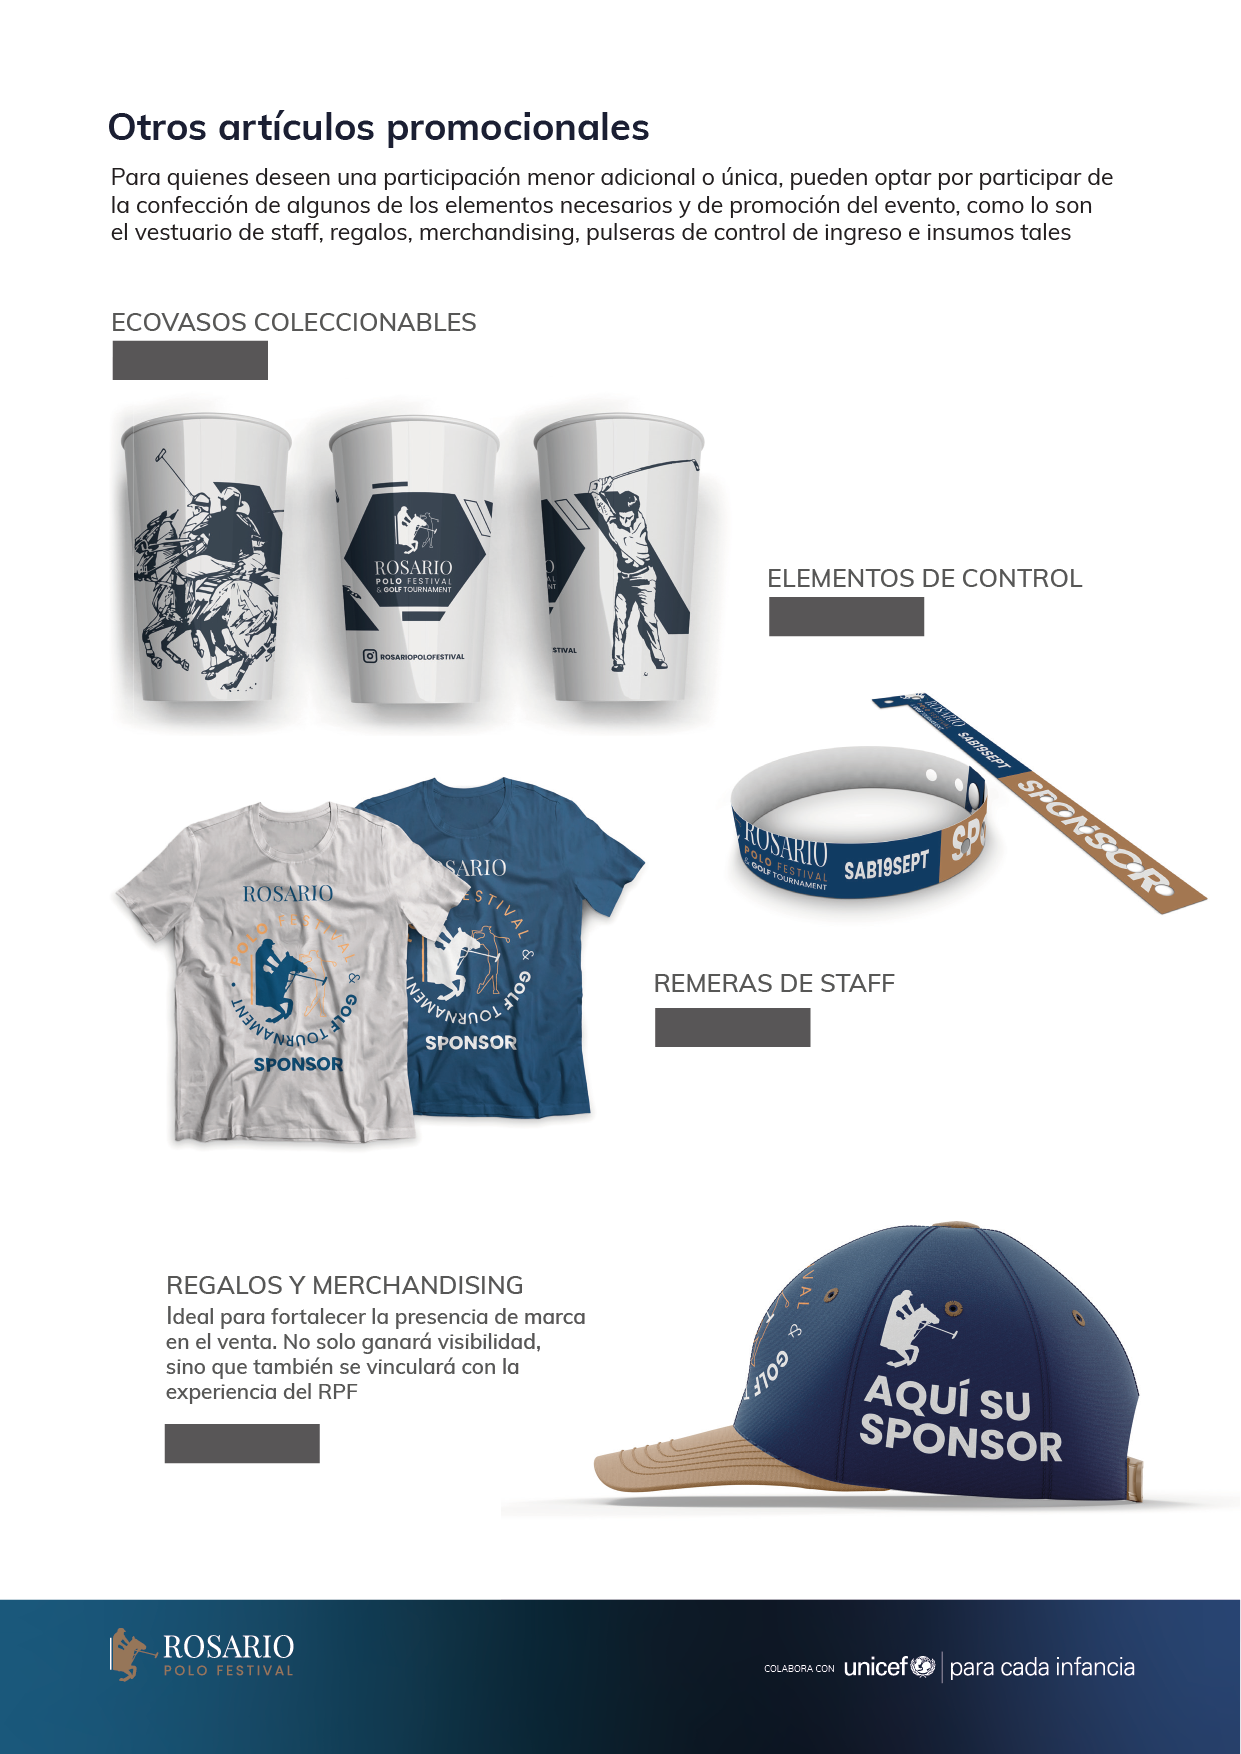 Otros artículos promocionales
Para quienes deseen una participación menor adicional o única, pueden optar por participar de
la confección de algunos de los elementos necesarios y de promoción del evento, como lo son
el vestuario de staff, regalos, merchandising, pulseras de control de ingreso e insumos tales
ECOVASOS COLECCIONABLES
ROSARIO
POLO FESTIVAL
& GOLF TOURNAMENT
ROSARIOPOLOFESTIVAL
STIVAL
ELEMENTOS DE CONTROL
ROSARIO
SAB19SEPT
SPONSOR
ROSARIO
POLO FESTIVAL
& GOLF TOURNAMENT
SAB19SEPT
SPO
ROSARIO
POLO FESTIVAL & GOLF TOURNAMENT
SPONSOR
OSARIO
ESTIVAL & GOLF TOURNAMENT
SPONSOR
REMERAS DE STAFF
REGALOS Y MERCHANDISING
Ideal para fortalecer la presencia de marca
en el venta. No solo ganará visibilidad,
sino que también se vinculará con la
experiencia del RPF
IVAL & GOLF T
AQUÍ SU
SPONSOR
ROSARIO
POLO FESTIVAL
COLABORA CON unicef para cada infancia